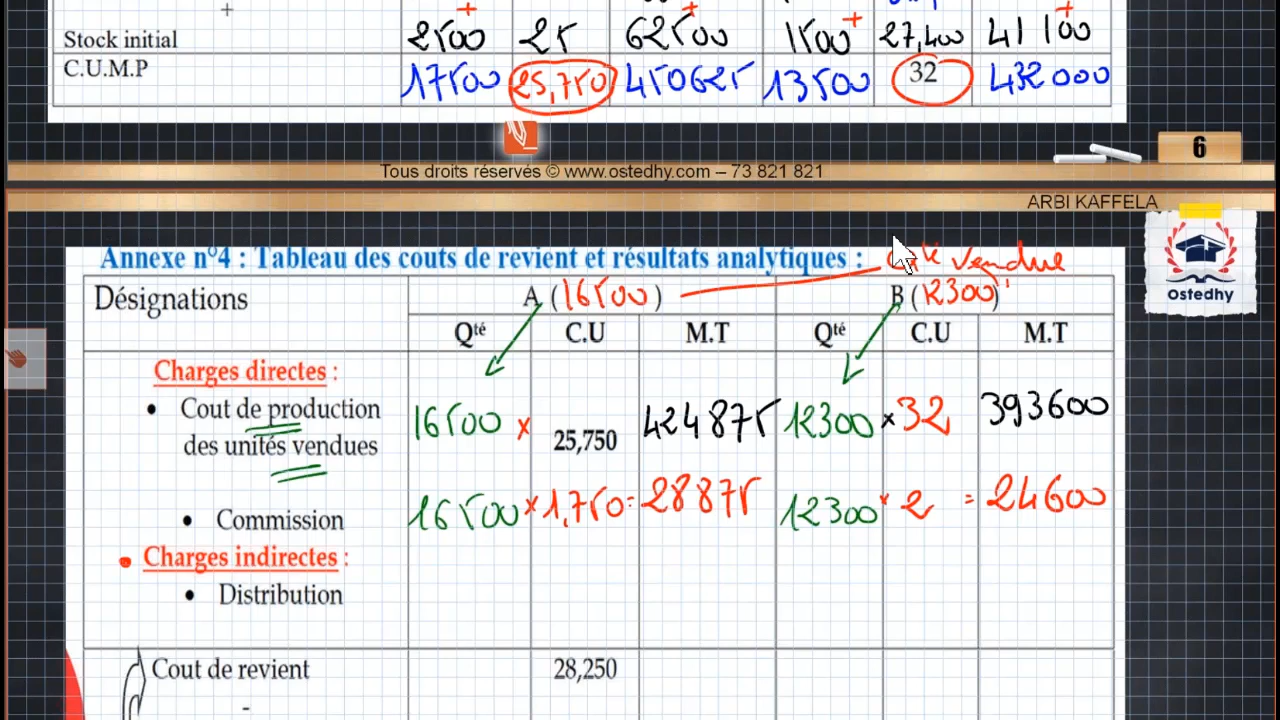 +
Stock initial 2500 + 25 62500 + 1500 + 27,400 41100 +
C.U.M.P 17500 25,750 450625 13500 32 432000
6
Tous droits réservés © www.ostedhy.com – 73 821 821
ARBI KAFFELA
Annexe n°4 : Tableau des couts de revient et résultats analytiques : Qté vendue
Désignations A (16500) B (12300)
Qté C.U M.T Qté C.U M.T
Ostedhy
Charges directes :
• Cout de production
des unités vendues 16500 × 25,750 424875 12300 × 32 393600
• Commission 16500 × 1,750 = 28875 12300 × 2 = 24600
• Charges indirectes :
• Distribution
Cout de revient 28,250
-